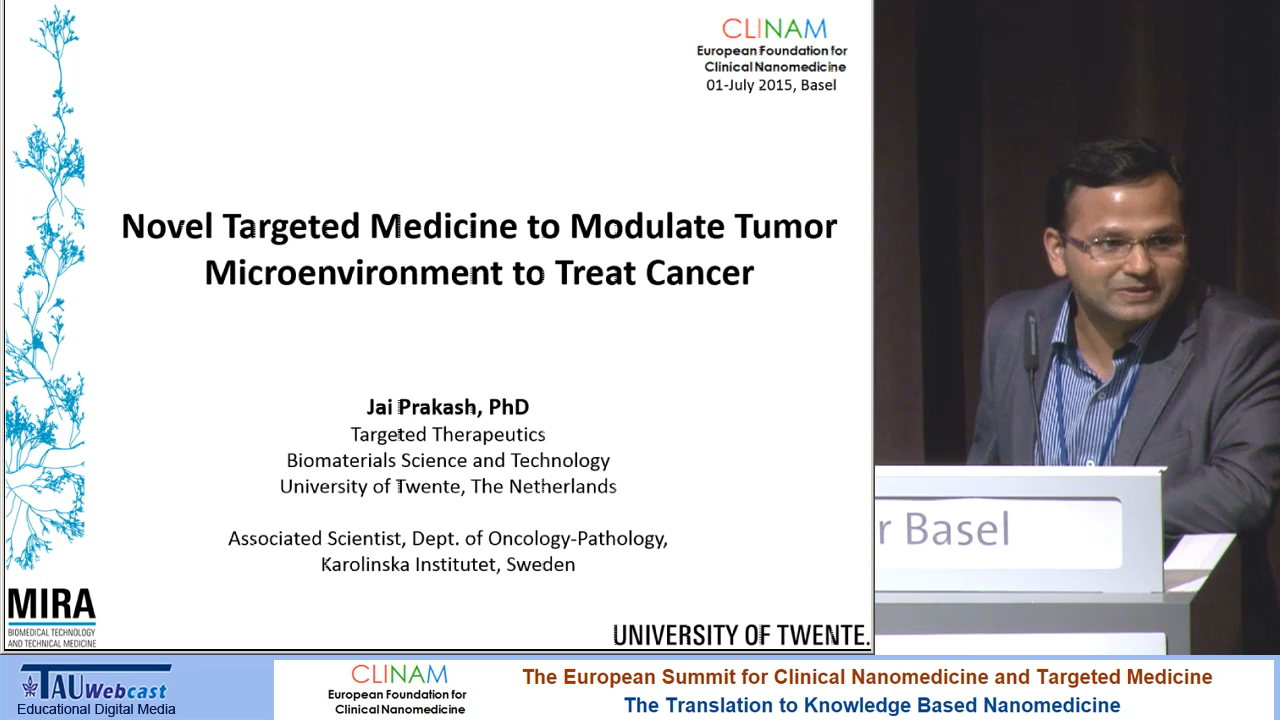 CLINAM
European Foundation for
Clinical Nanomedicine
01-July 2015, Basel
Novel Targeted Medicine to Modulate Tumor
Microenvironment to Treat Cancer
Jai Prakash, PhD
Targeted Therapeutics
Biomaterials Science and Technology
University of Twente, The Netherlands
Associated Scientist, Dept. of Oncology-Pathology,
Karolinska Institutet, Sweden
MIRA
BIOMEDICAL TECHNOLOGY
AND TECHNICAL MEDICINE
UNIVERSITY OF TWENTE.
r Basel
TAU Webcast
Educational Digital Media
CLINAM
European Foundation for
Clinical Nanomedicine
The European Summit for Clinical Nanomedicine and Targeted Medicine
The Translation to Knowledge Based Nanomedicine